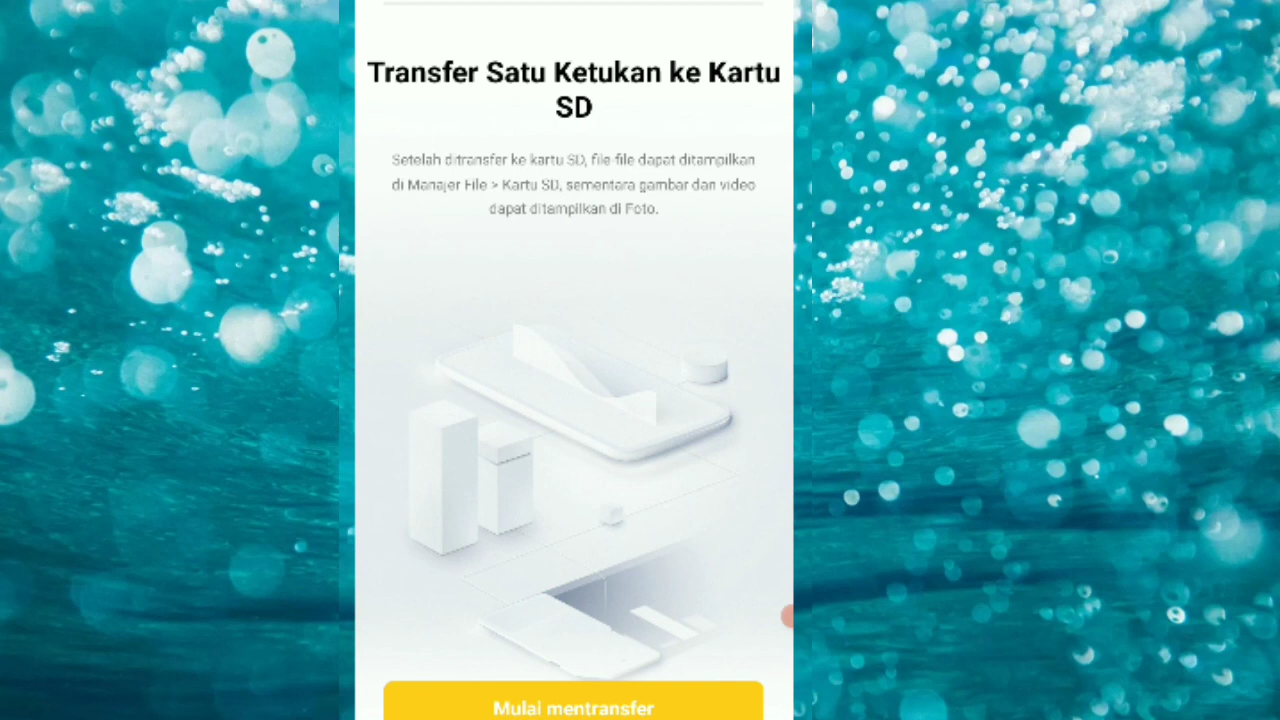 Transfer Satu Ketukan ke Kartu
SD
Setelah ditransfer ke kartu SD, file-file dapat ditampilkan
di Manajer File > Kartu SD, sementara gambar dan video
dapat ditampilkan di Foto.
Mulai mentransfer